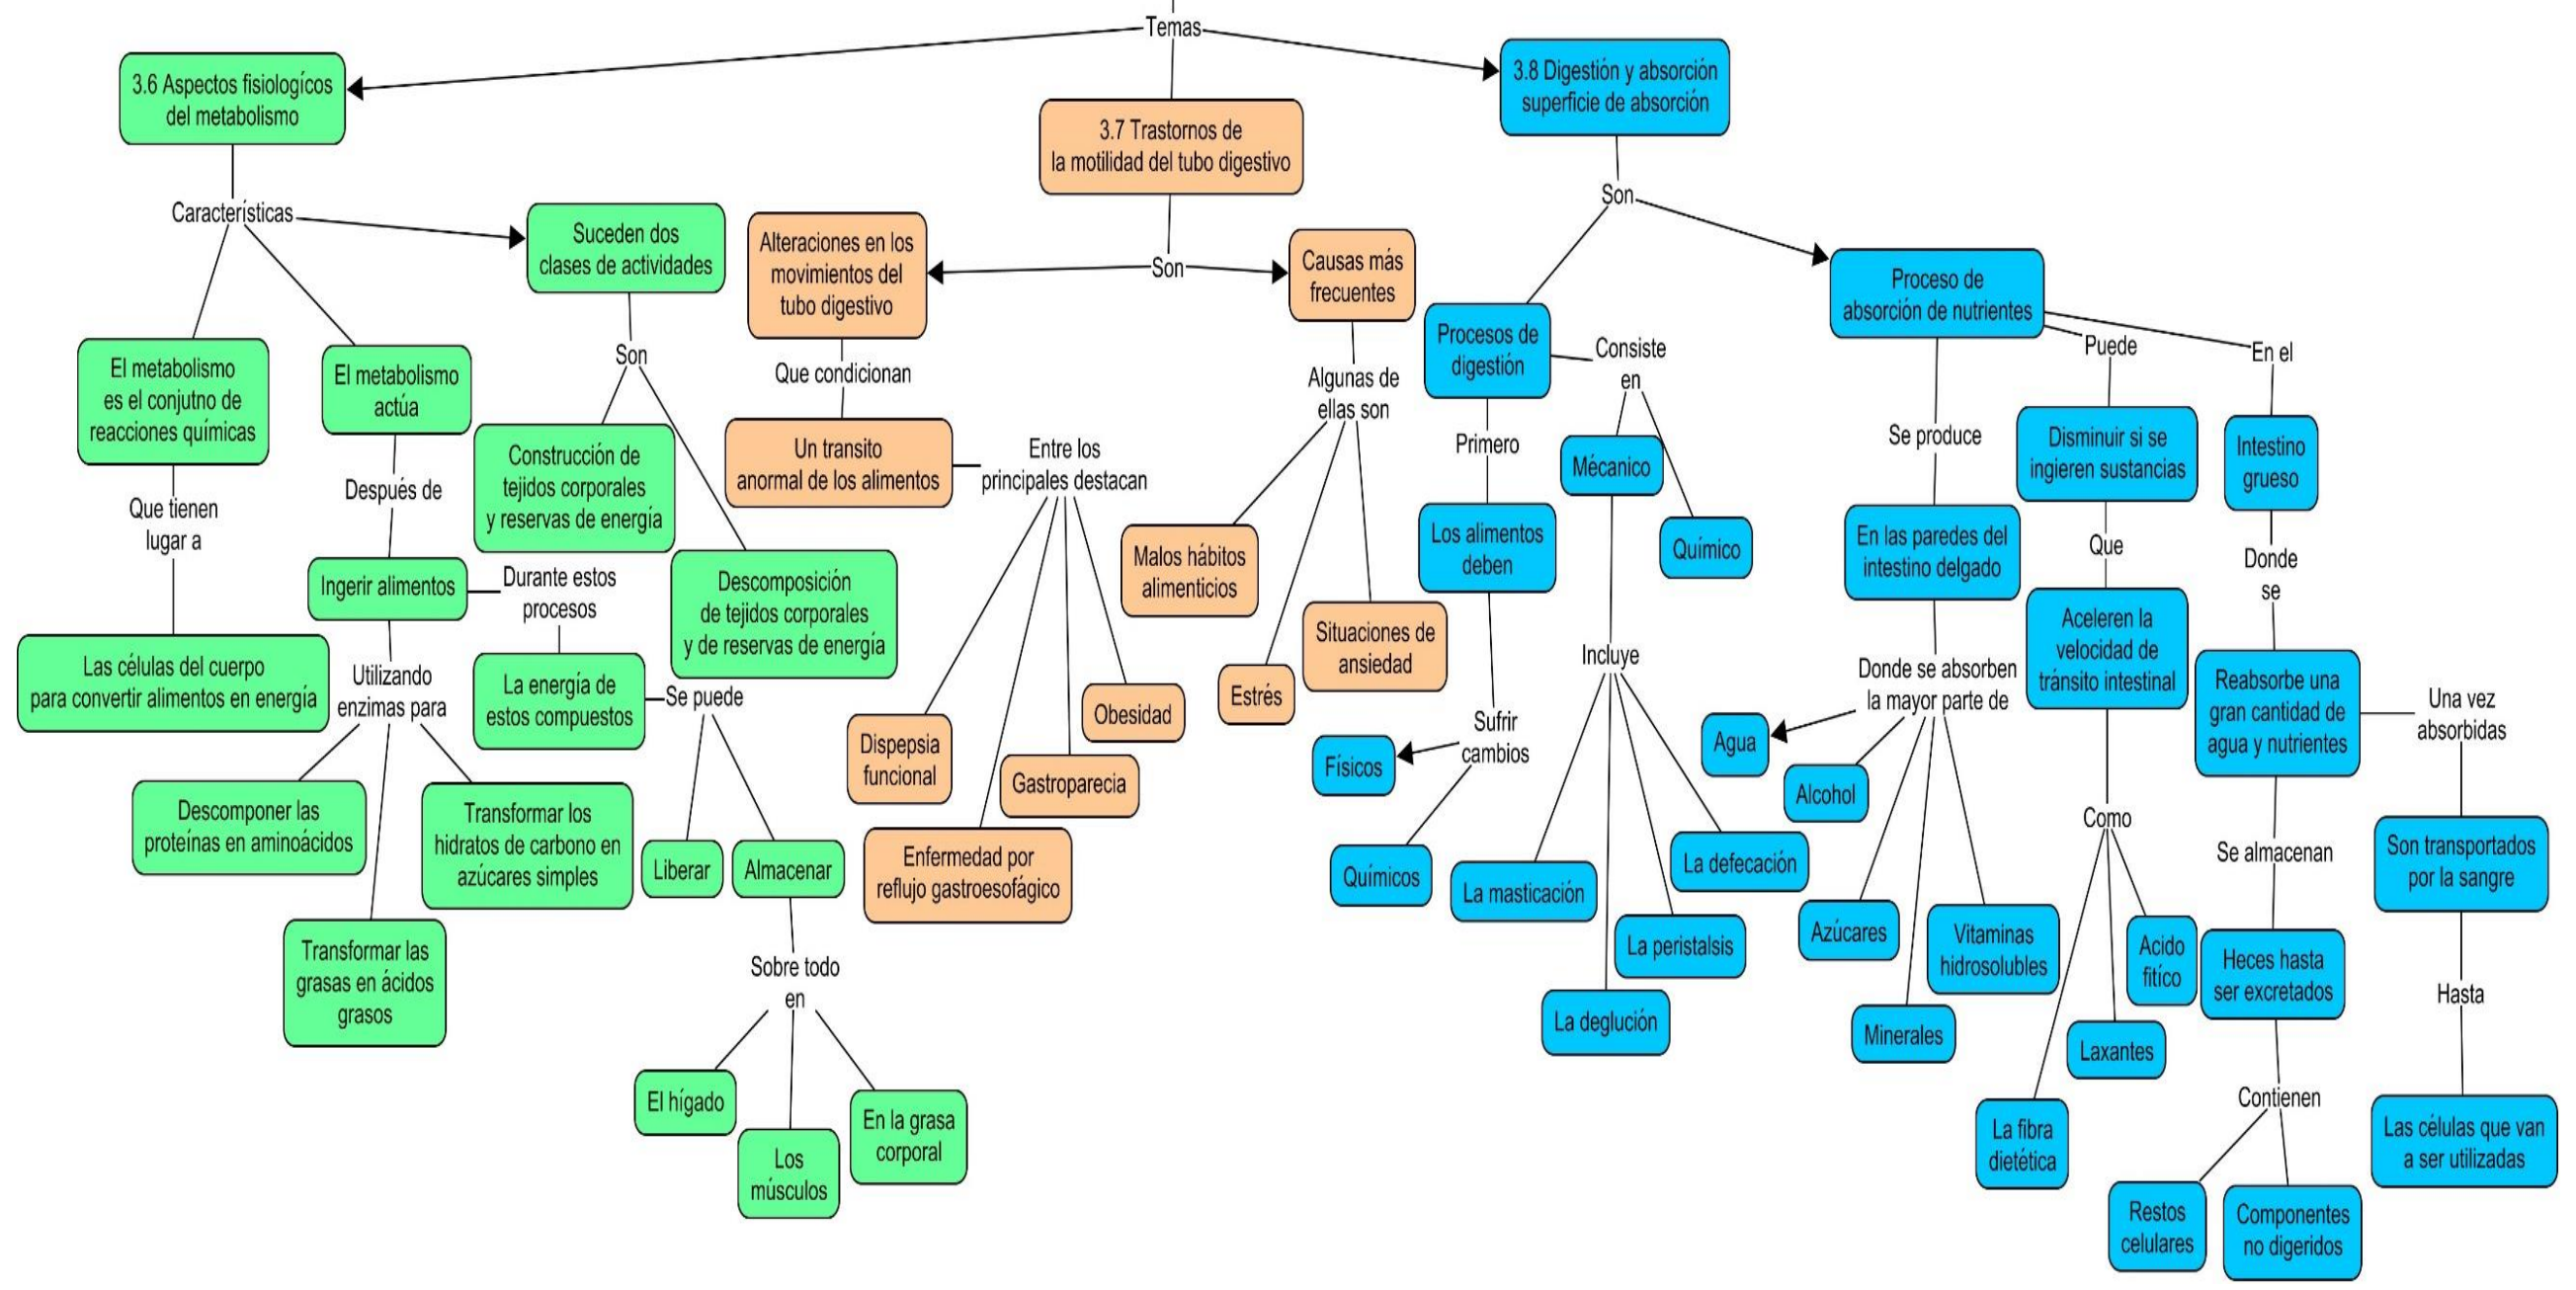 Temas
3.6 Aspectos fisiologícos
del metabolismo
Características
El metabolismo
es el conjutno de
reacciones químicas
Que tienen
lugar a
Las células del cuerpo
para convertir alimentos en energía
El metabolismo
actúa
Después de
Ingerir alimentos
Utilizando
enzimas para
Descomponer las
proteínas en aminoácidos
Transformar las
grasas en ácidos
grasos
Transformar los
hidratos de carbono en
azúcares simples
Durante estos
procesos
La energía de
estos compuestos
Se puede
Liberar
Almacenar
Sobre todo
en
El hígado
Los
músculos
En la grasa
corporal
Suceden dos
clases de actividades
Son
Construcción de
tejidos corporales
y reservas de energía
Descomposición
de tejidos corporales
y de reservas de energía
3.7 Trastornos de
la motilidad del tubo digestivo
Son
Alteraciones en los
movimientos del
tubo digestivo
Que condicionan
Un transito
anormal de los alimentos
Entre los
principales destacan
Dispepsia
funcional
Enfermedad por
reflujo gastroesofágico
Gastroparecia
Obesidad
Causas más
frecuentes
Algunas de
ellas son
Malos hábitos
alimenticios
Estrés
Situaciones de
ansiedad
3.8 Digestión y absorción
superficie de absorción
Son
Procesos de
digestión
Primero
Los alimentos
deben
Sufrir
cambios
Físicos
Químicos
Consiste
en
Mécanico
Químico
Incluye
La masticación
La deglución
La peristalsis
La defecación
Proceso de
absorción de nutrientes
Se produce
En las paredes del
intestino delgado
Donde se absorben
la mayor parte de
Agua
Alcohol
Azúcares
Minerales
Vitaminas
hidrosolubles
Puede
Disminuir si se
ingieren sustancias
Que
Aceleren la
velocidad de
tránsito intestinal
Como
La fibra
dietética
Laxantes
Acido
fitíco
En el
Intestino
grueso
Donde
se
Reabsorbe una
gran cantidad de
agua y nutrientes
Se almacenan
Heces hasta
ser excretados
Contienen
Restos
celulares
Componentes
no digeridos
Una vez
absorbidas
Son transportados
por la sangre
Hasta
Las células que van
a ser utilizadas